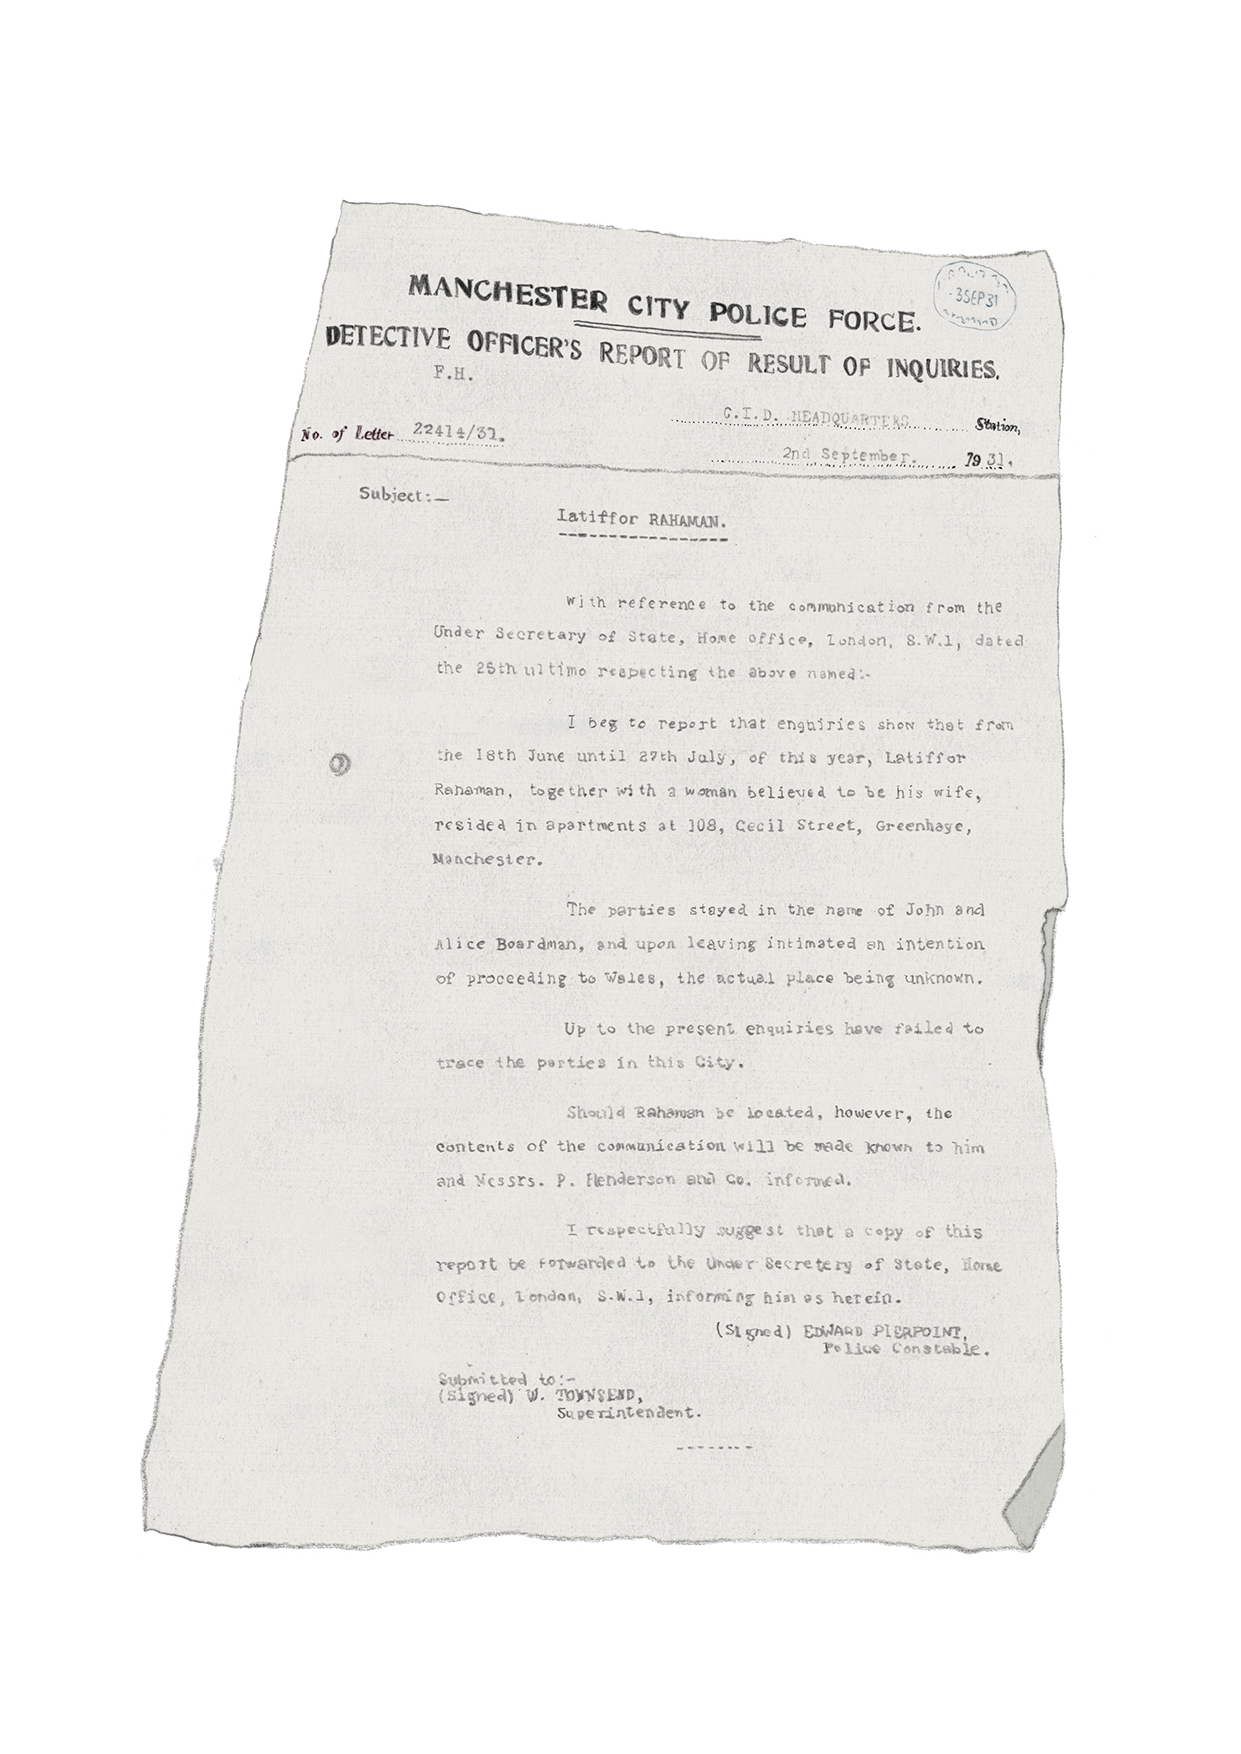 MANCHESTER CITY POLICE FORCE.
3SEP31
DETECTIVE OFFICER'S REPORT OF RESULT OF INQUIRIES.
F.H.
C.I.D. HEADQUARTERS Station,
No. of Letter 22414/31.
2nd September. 1931.
Subject:—
Latiffor RAHAMAN.
With reference to the communication from the
Under Secretary of State, Home Office, London, S.W.1, dated
the 25th ultimo respecting the above named:-
I beg to report that enquiries show that from
the 18th June until 27th July, of this year, Latiffor
Rahaman, together with a woman believed to be his wife,
resided in apartments at 108, Cecil Street, Greenhaye,
Manchester.
The parties stayed in the name of John and
Alice Boardman, and upon leaving intimated an intention
of proceeding to Wales, the actual place being unknown.
Up to the present enquiries have failed to
trace the parties in this City.
Should Rahaman be located, however, the
contents of the communication will be made known to him
and Messrs. P. Henderson and Co. informed.
I respectfully suggest that a copy of this
report be forwarded to the Under Secretery of State, Home
Office, London, S.W.1, informing him as herein.
(Signed) EDWARD PIERPOINT,
Police Constable.
Submitted to:-
(Signed) W. TOWNSEND,
Superintendent.